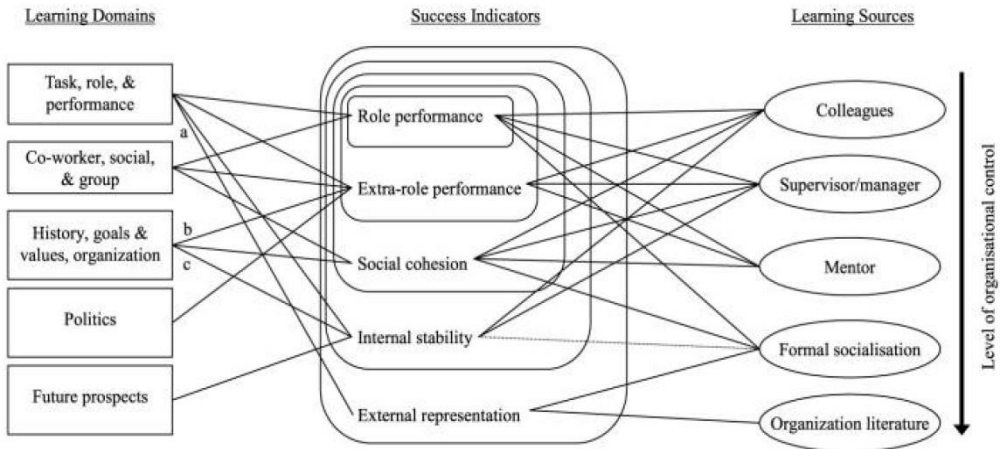 Learning Domains
Success Indicators
Learning Sources
Task, role, &
performance
a
Co-worker, social,
& group
History, goals &
values, organization
b
c
Politics
Future prospects
Role performance
Extra-role performance
Social cohesion
Internal stability
External representation
Colleagues
Supervisor/manager
Mentor
Formal socialisation
Organization literature
Level of organisational control